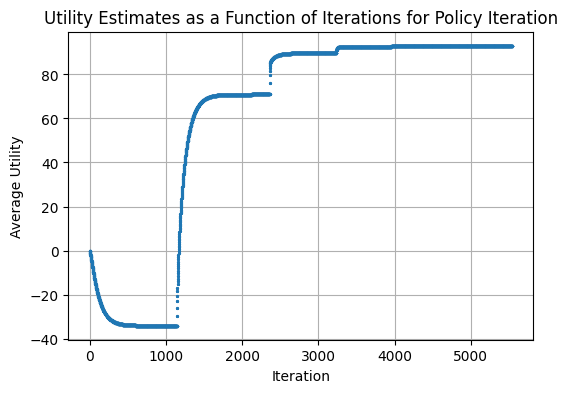 Utility Estimates as a Function of Iterations for Policy Iteration
80
60
40
20
0
−20
−40
Average Utility
0 1000 2000 3000 4000 5000
Iteration